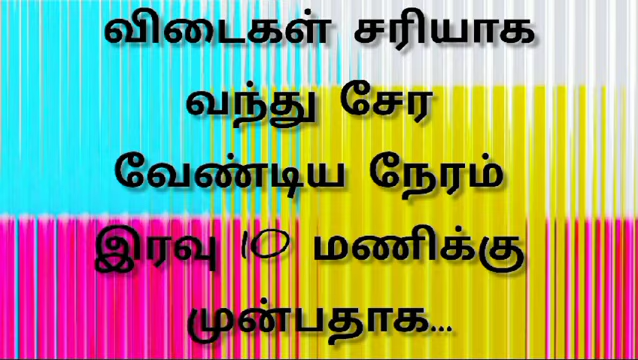 விடைகள் சரியாக
வந்து சேர
வேண்டிய நேரம்
இரவு 10 மணிக்கு
முன்பதாக...